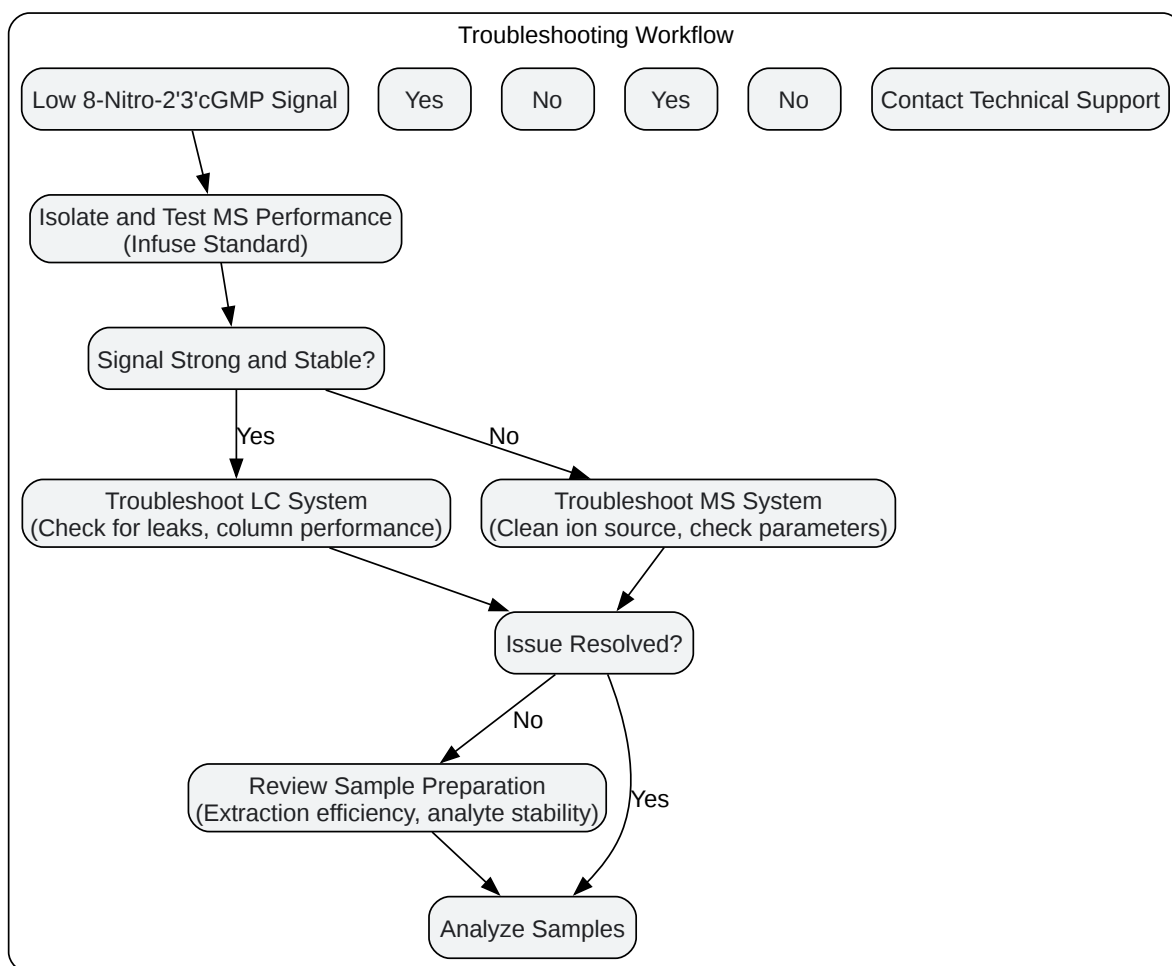 Troubleshooting Workflow
Low 8-Nitro-2'3'cGMP Signal
Yes
No
Yes
No
Contact Technical Support
Isolate and Test MS Performance
(Infuse Standard)
Signal Strong and Stable?
Yes
No
Troubleshoot LC System
(Check for leaks, column performance)
Troubleshoot MS System
(Clean ion source, check parameters)
Issue Resolved?
No
Review Sample Preparation
(Extraction efficiency, analyte stability)
Yes
Analyze Samples